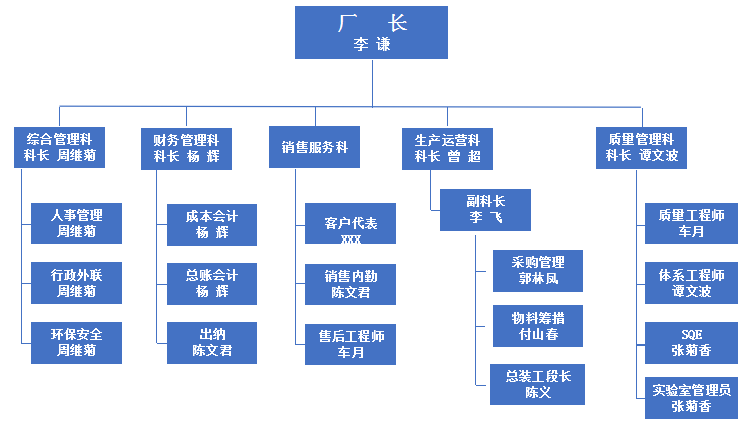 厂 长
李 谦
综合管理科
科长 周维菊
财务管理科
科长 杨 辉
销售服务科
生产运营科
科长 曾 超
质量管理科
科长 谭文波
人事管理
周维菊
行政外联
周维菊
环保安全
周维菊
成本会计
杨 辉
总账会计
杨 辉
出纳
陈文君
客户代表
XXX
销售内勤
陈文君
售后工程师
车月
副科长
李 飞
采购管理
郭林凤
物料筹措
付山春
总装工段长
陈义
质量工程师
车月
体系工程师
谭文波
SQE
张菊香
实验室管理员
张菊香